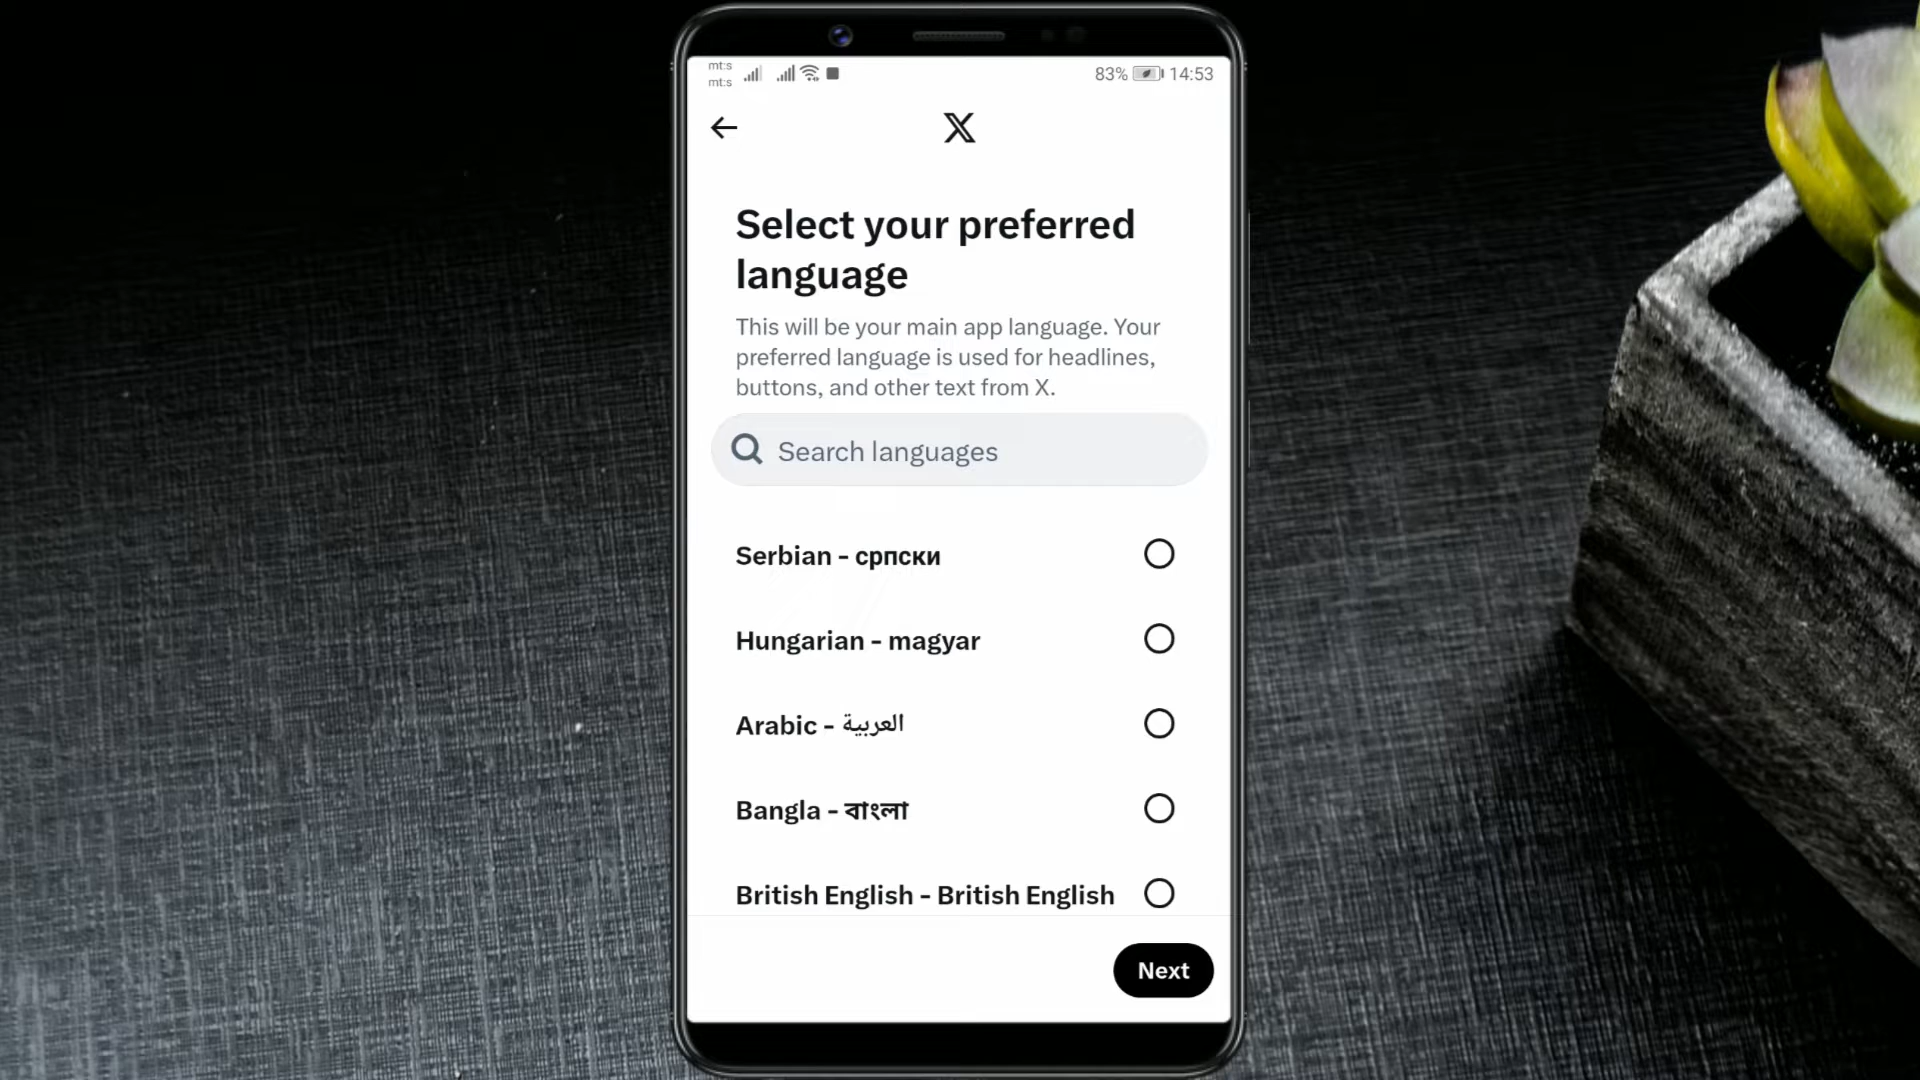 mt:s
mt:s
83% 14:53
X
Select your preferred
language
This will be your main app language. Your
preferred language is used for headlines,
buttons, and other text from X.
Search languages
Serbian - српски
Hungarian - magyar
Arabic - العربية
Bangla - বাংলা
British English - British English
Next